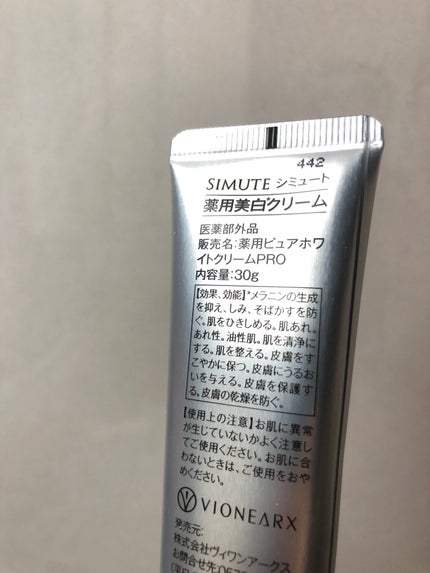 442
SIMUTE シミュート
薬用美白クリーム
医薬部外品
販売名:薬用ピュアホワ
イトクリームPRO
内容量:30g
【効果、効能】*メラニンの生成
を抑え、しみ、そばかすを防
ぐ。肌をひきしめる。肌あれ。
あれ性。油性肌。肌を清浄に
する。肌を整える。皮膚をす
こやかに保つ。皮膚にうるお
いを与える。皮膚を保護す
る。皮膚の乾燥を防ぐ。
【使用上の注意】お肌に異常
が生じていないかよく注意し
てご使用ください。お肌に合
わないときは、ご使用をおや
めください。
VIONEARX
発売元:
株式会社ヴィワンアークス
お問合せ先:0570